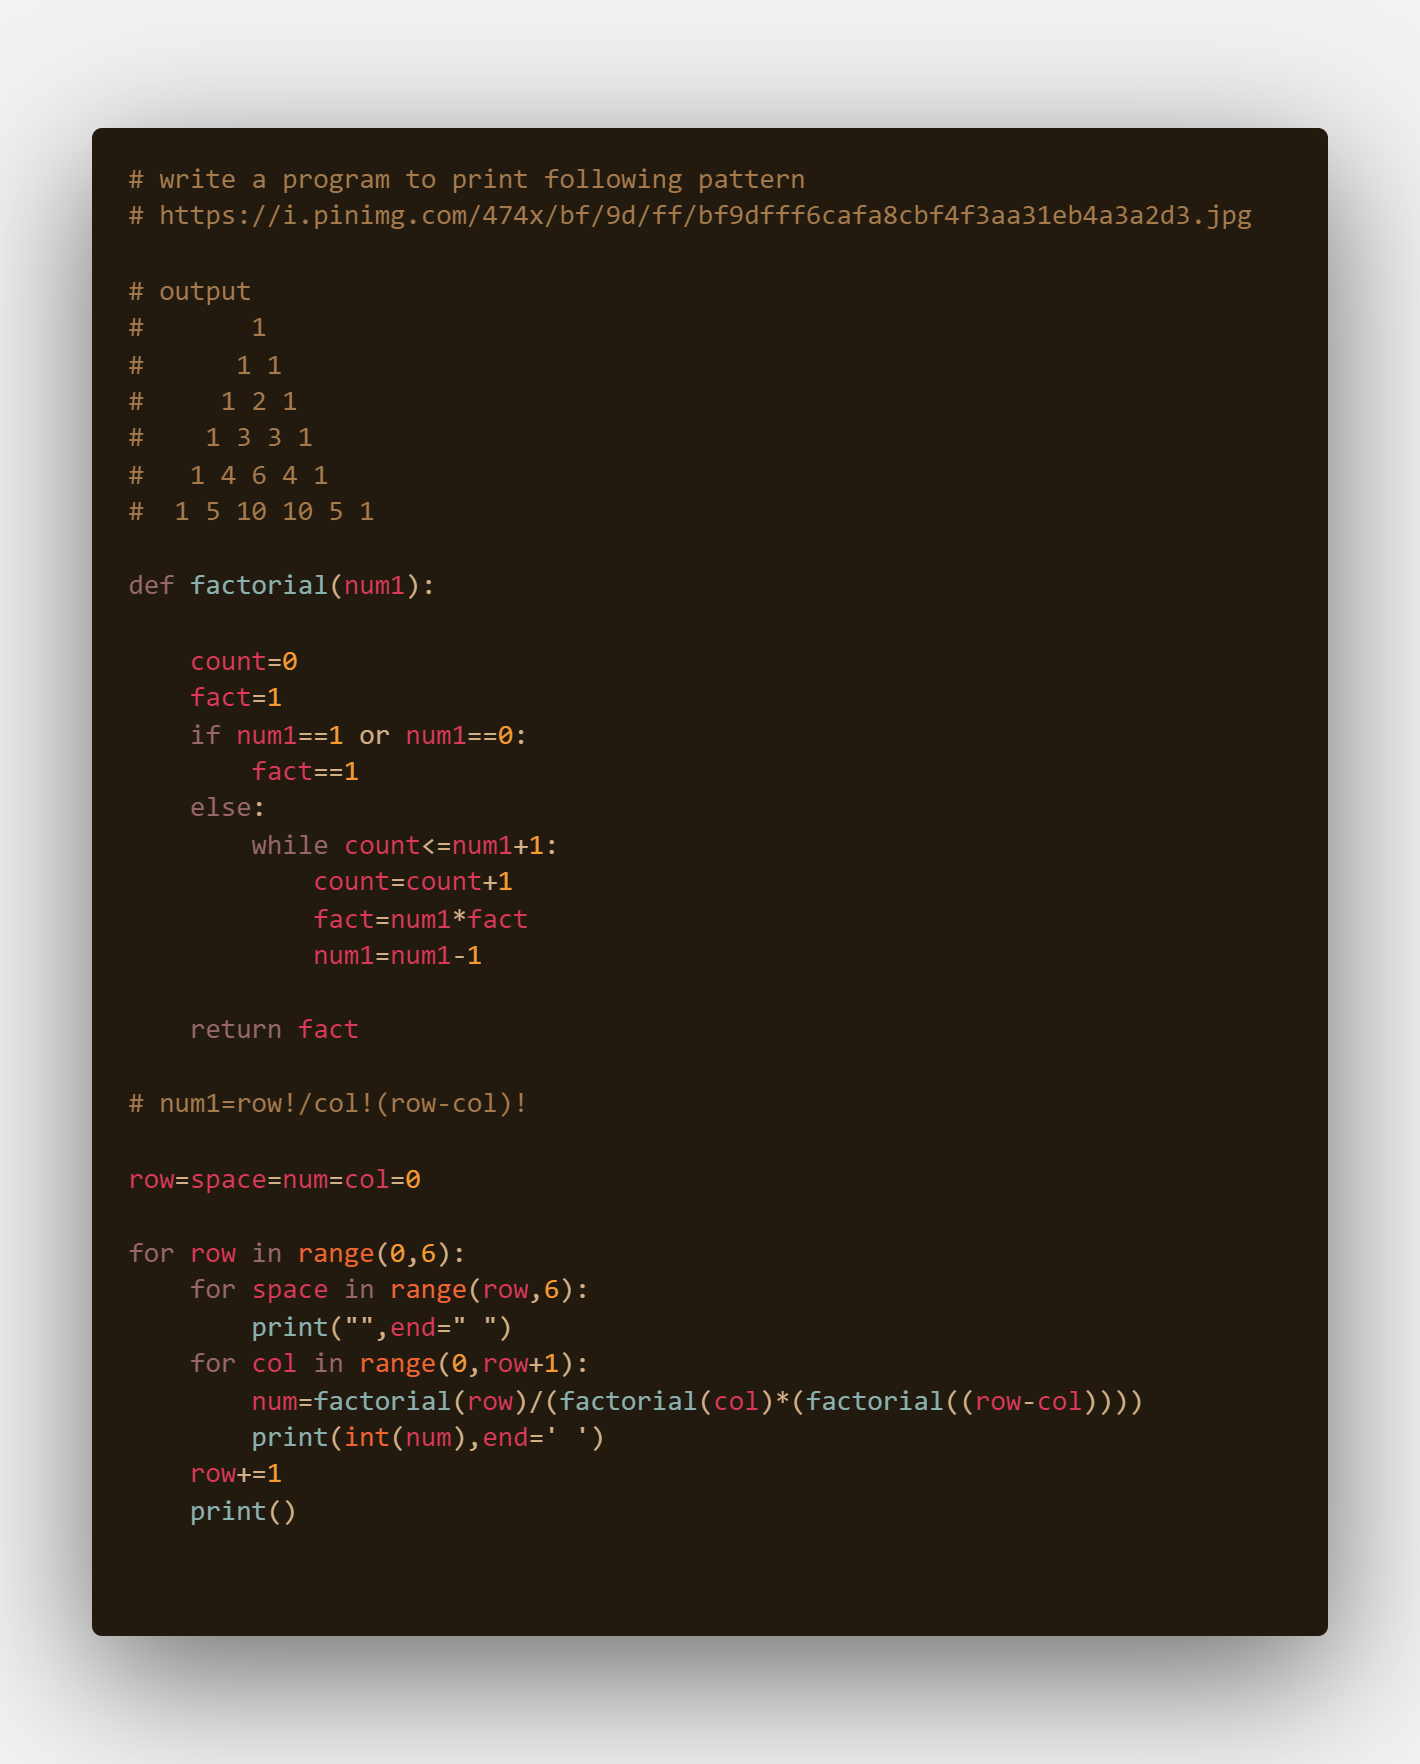 # write a program to print following pattern
# https://i.pinimg.com/474x/bf/9d/ff/bf9dfff6cafa8cbf4f3aa31eb4a3a2d3.jpg

# output
#       1
#      1 1
#     1 2 1
#    1 3 3 1
#   1 4 6 4 1
#  1 5 10 10 5 1

def factorial(num1):

    count=0
    fact=1
    if num1==1 or num1==0:
        fact==1
    else:
        while count<=num1+1:
            count=count+1
            fact=num1*fact
            num1=num1-1

    return fact

# num1=row!/col!(row-col)!

row=space=num=col=0

for row in range(0,6):
    for space in range(row,6):
        print("",end=" ")
    for col in range(0,row+1):
        num=factorial(row)/(factorial(col)*(factorial((row-col))))
        print(int(num),end=' ')
    row+=1
    print()